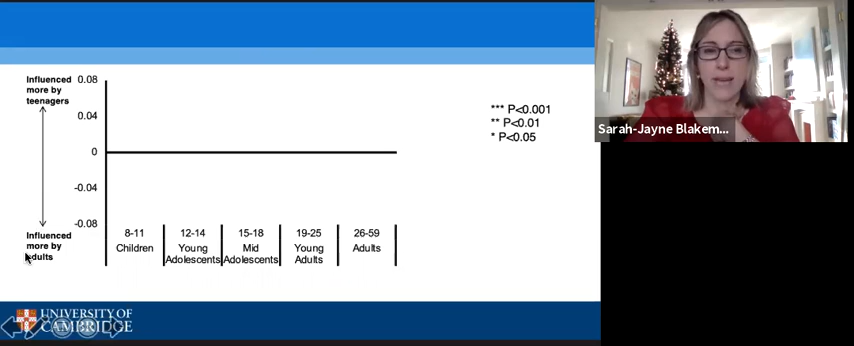 Influenced
more by
teenagers
0.08
0.04
0
-0.04
-0.08
Influenced
more by
adults
*** P<0.001
** P<0.01
* P<0.05
8-11
Children
12-14
Young
Adolescents
15-18
Mid
Adolescents
19-25
Young
Adults
26-59
Adults
Sarah-Jayne Blakem...
UNIVERSITY OF
CAMBRIDGE